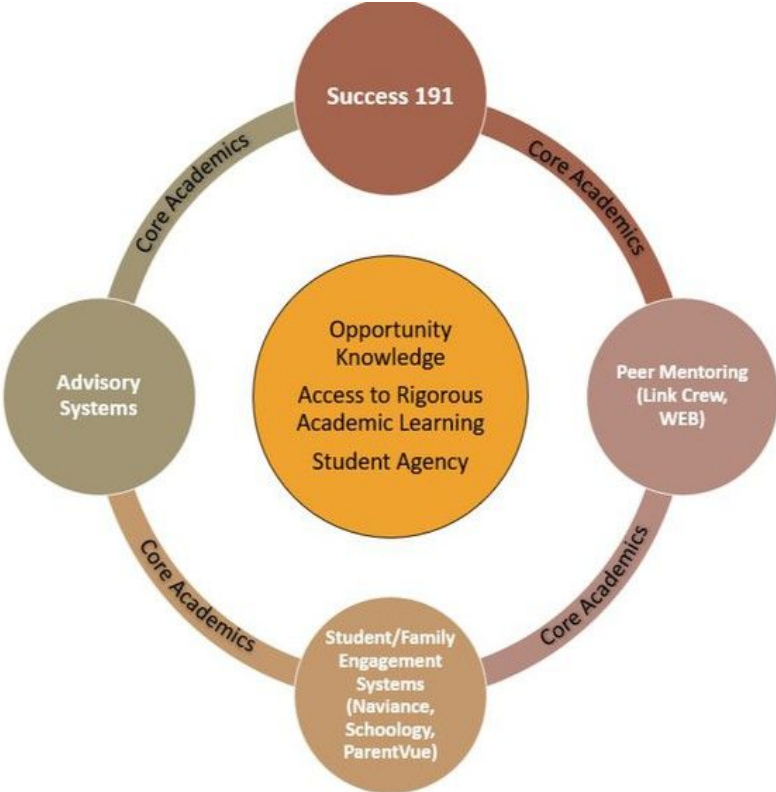 Success 191
Core Academics
Core Academics
Opportunity
Knowledge
Access to Rigorous
Academic Learning
Student Agency
Advisory
Systems
Peer Mentoring
(Link Crew,
WEB)
Core Academics
Core Academics
Student/Family
Engagement
Systems
(Naviance,
Schoology,
ParentVue)